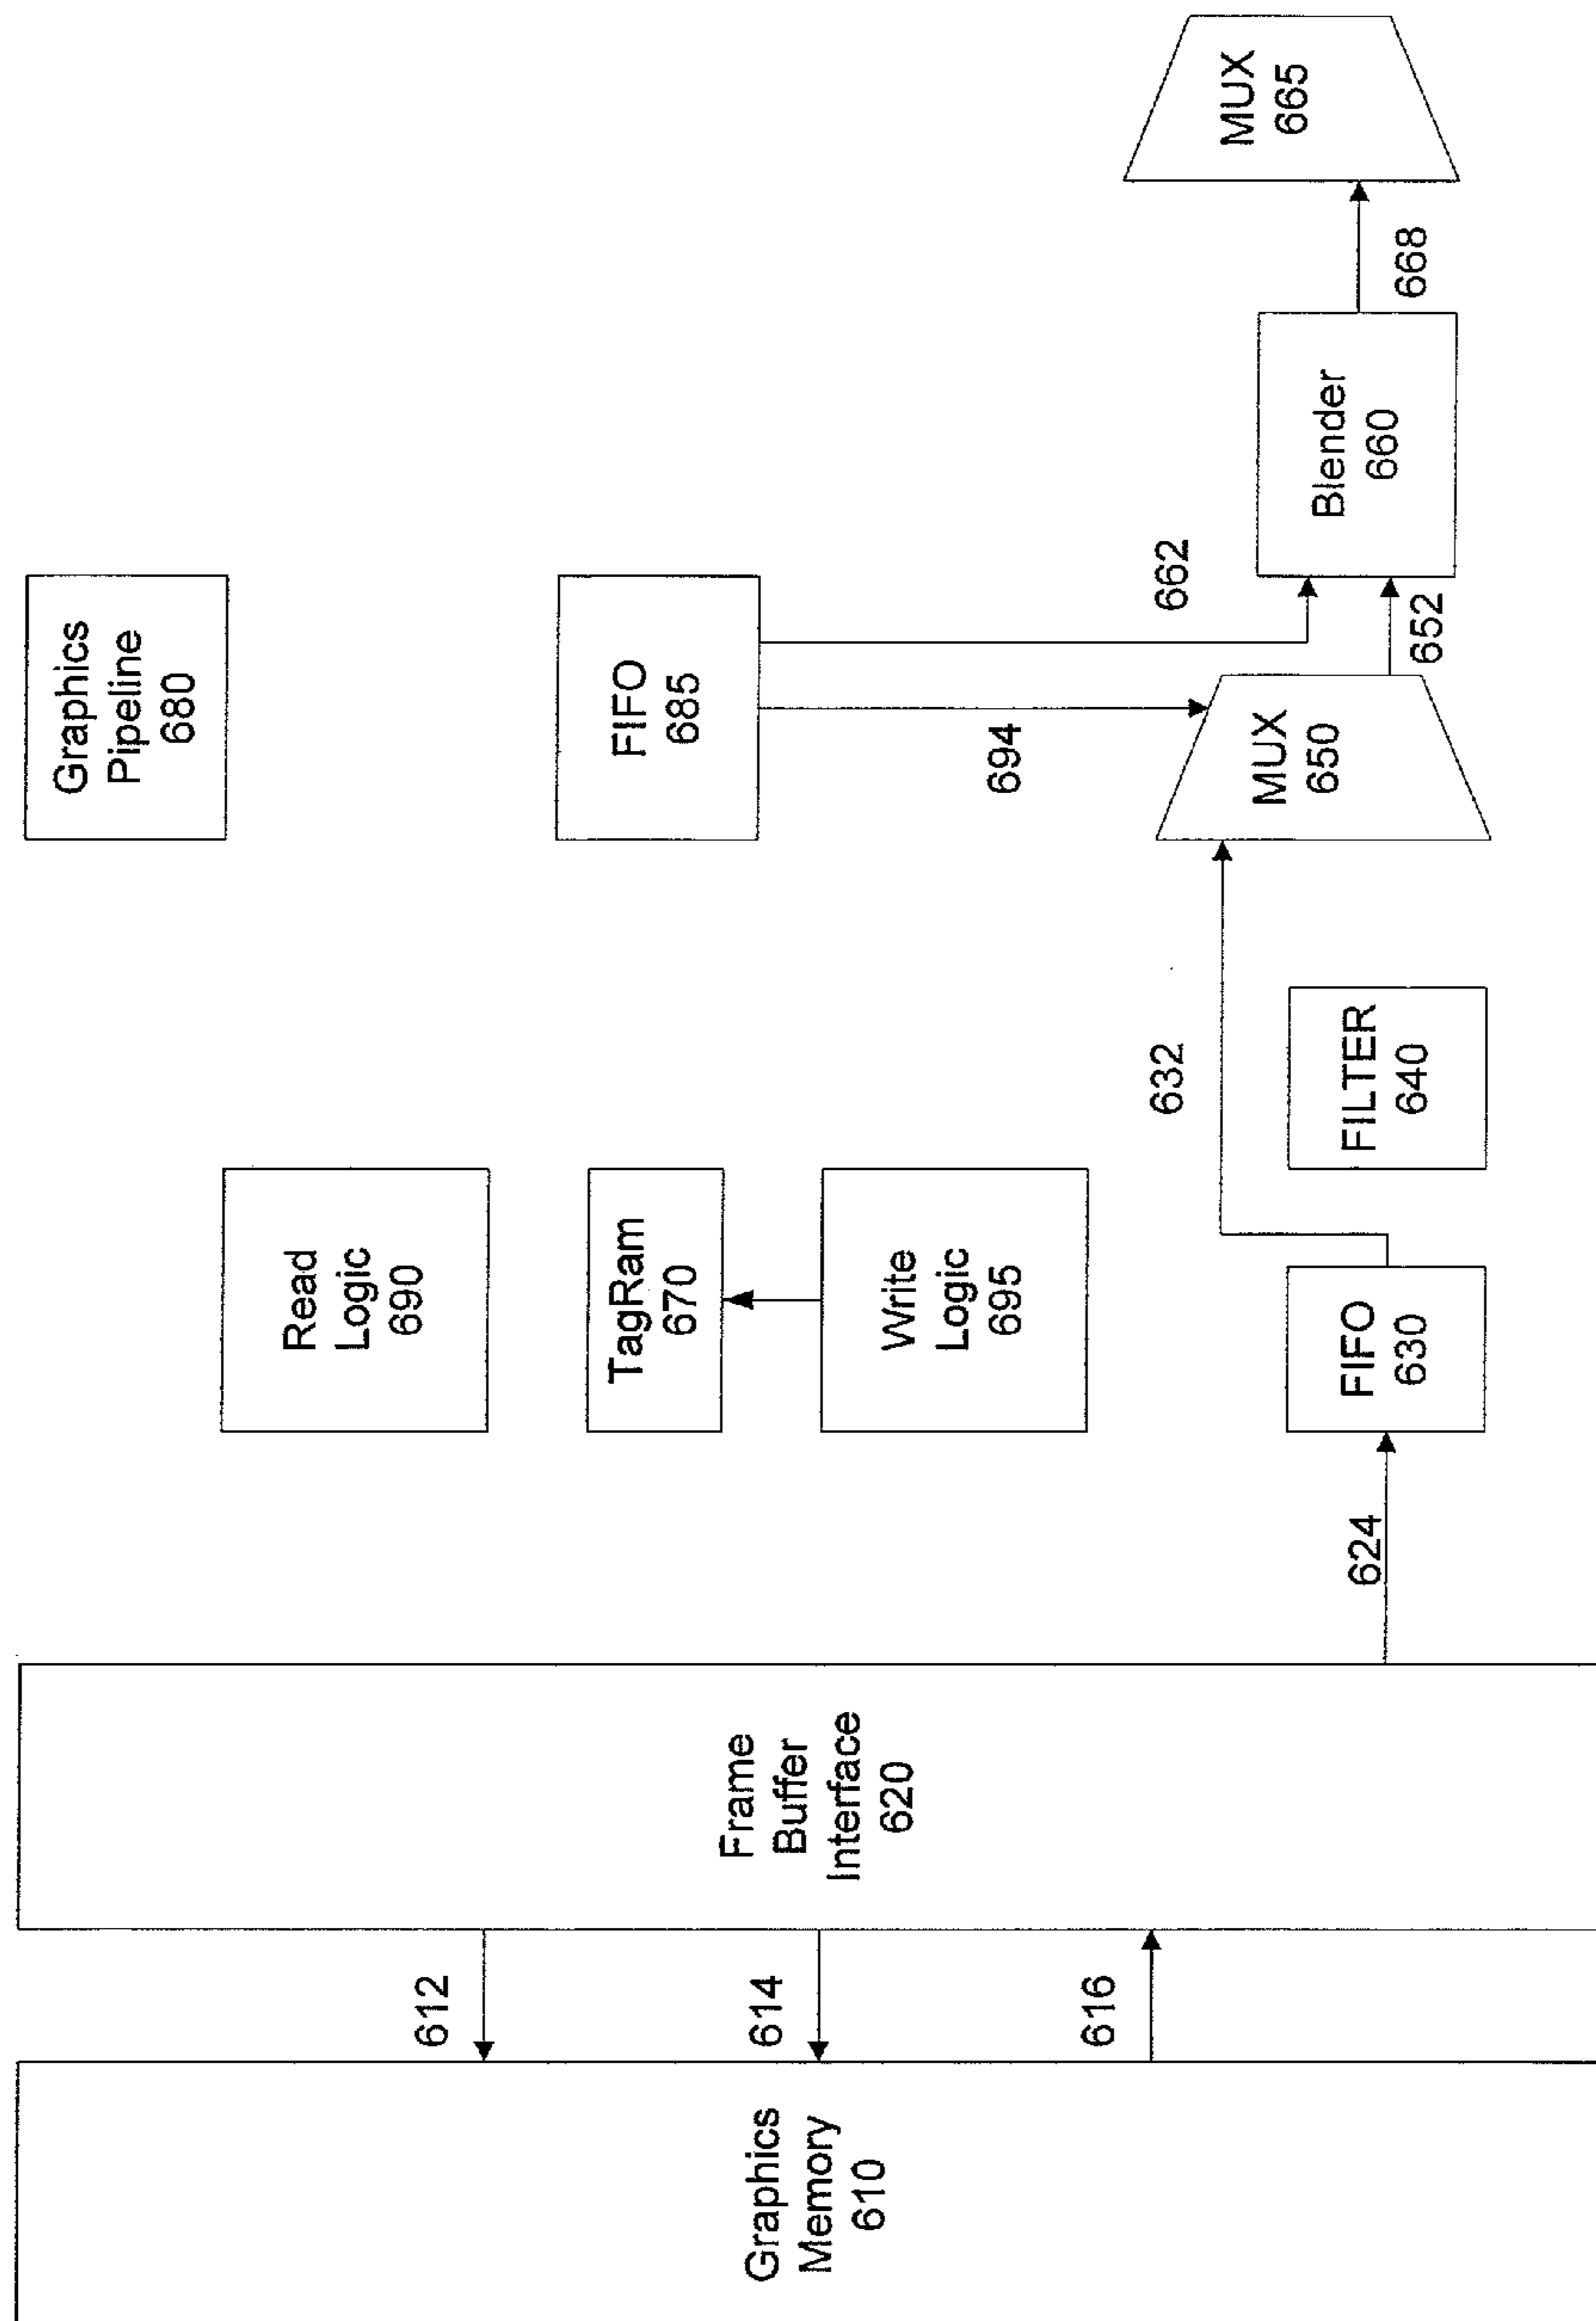 Graphics
Memory
610
612
614
616
Frame
Buffer
Interface
620
624
Read
Logic
690
TagRam
670
Write
Logic
695
FIFO
630
632
FILTER
640
Graphics
Pipeline
680
FIFO
685
694
662
MUX
650
652
Blender
660
668
MUX
665